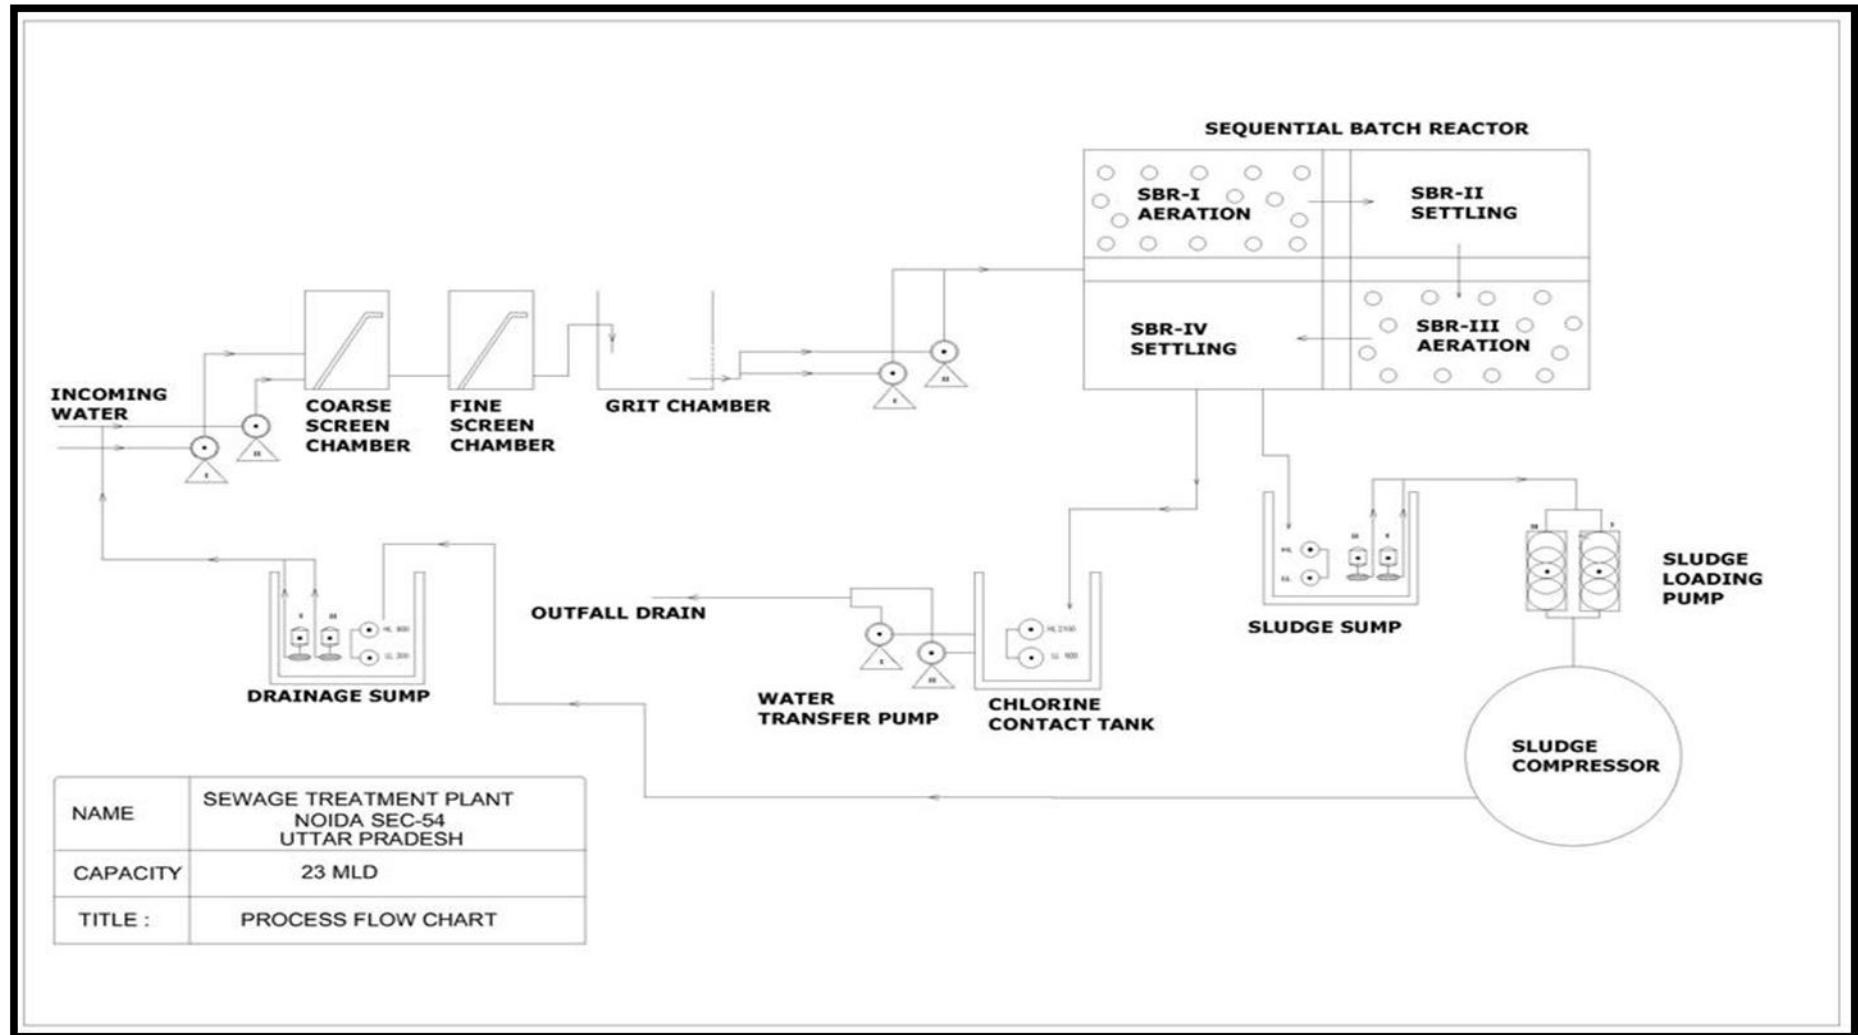 SEQUENTIAL BATCH REACTOR
SBR-I
AERATION
SBR-II
SETTLING
SBR-IV
SETTLING
SBR-III
AERATION
INCOMING
WATER
COARSE
SCREEN
CHAMBER
FINE
SCREEN
CHAMBER
GRIT CHAMBER
SLUDGE
LOADING
PUMP
SLUDGE SUMP
OUTFALL DRAIN
DRAINAGE SUMP
WATER
TRANSFER PUMP
CHLORINE
CONTACT TANK
SLUDGE
COMPRESSOR
NAME
SEWAGE TREATMENT PLANT
NOIDA SEC-54
UTTAR PRADESH
CAPACITY
23 MLD
TITLE :
PROCESS FLOW CHART